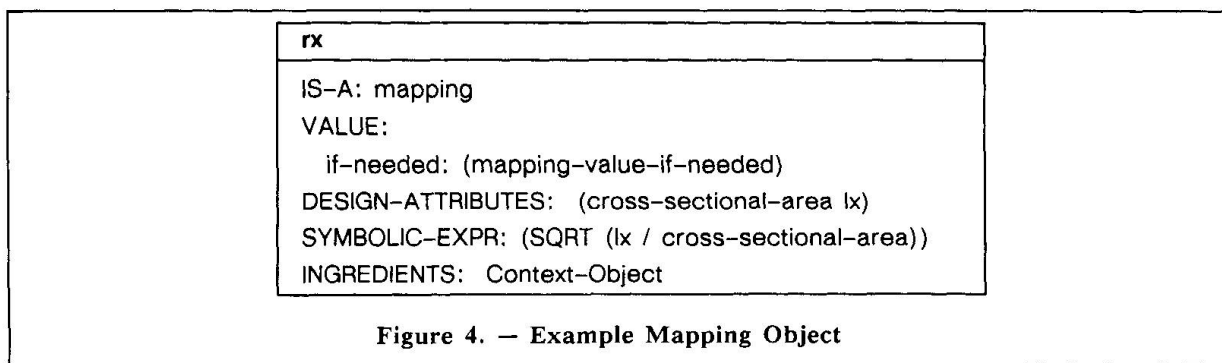 rx
IS-A: mapping
VALUE:
if-needed: (mapping-value-if-needed)
DESIGN-ATTRIBUTES: (cross-sectional-area Ix)
SYMBOLIC-EXPR: (SQRT (Ix / cross-sectional-area))
INGREDIENTS: Context-Object
Figure 4. — Example Mapping Object